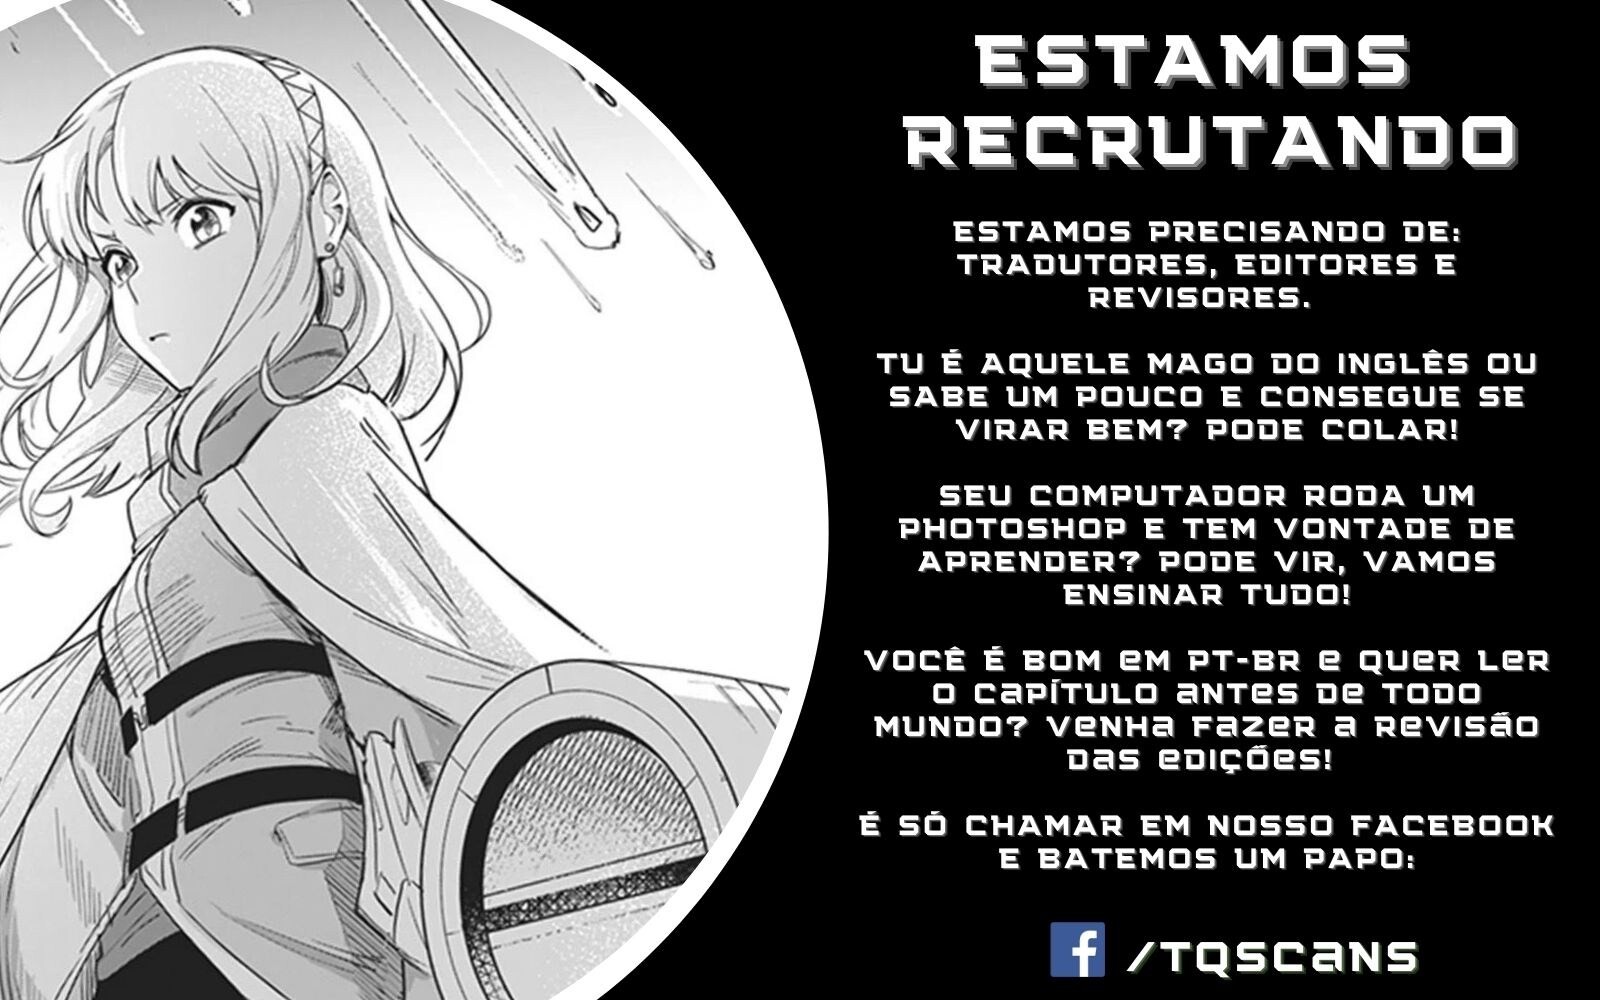 ESTAMOS
RECRUTANDO
ESTAMOS PRECISANDO DE:
TRADUTORES, EDITORES E
REVISORES.
TU É AQUELE MAGO DO INGLÊS OU
SABE UM POUCO E CONSEGUE SE
VIRAR BEM? PODE COLAR!
SEU COMPUTADOR RODA UM
PHOTOSHOP E TEM VONTADE DE
APRENDER? PODE VIR, VAMOS
ENSINAR TUDO!
VOCÊ É BOM em PT-BR e quer Ler
O capítulo antes de todo
mundo? venha fazer a revisão
das edições!
É SÓ CHAMAR EM NOSSO FACEBOOK
E BATEMOS UM PAPO:
f /TQSCANS